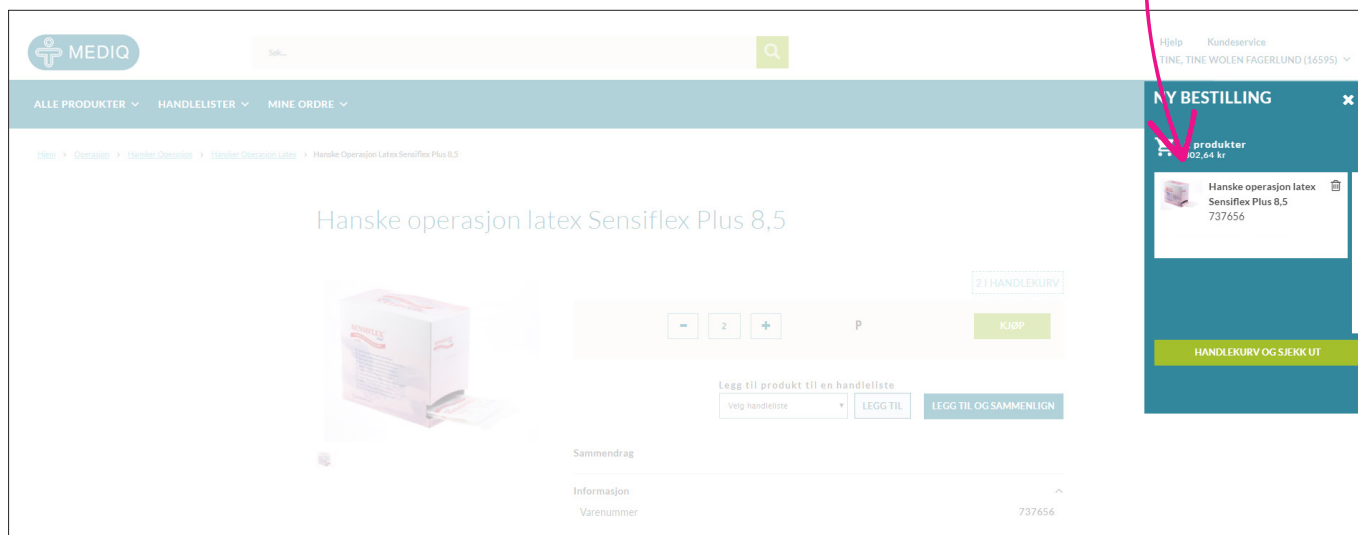 MEDIQ
Søk...
Hjelp Kundeservice
TINE, TINE WOLEN FAGERLUND (16595)
ALLE PRODUKTER HANDLELISTER MINE ORDRE
NY BESTILLING
produkter
02,64 kr
Hjem > Operasjon > Hansker Operasjon > Hansker Operasjon Latex > Hanske Operasjon Latex Sensiflex Plus 8,5
Hanske operasjon latex
Sensiflex Plus 8,5
737656
Hanske operasjon latex Sensiflex Plus 8,5
2 I HANDLEKURV
SENSIFLEX
- 2 + P KJØP
HANDLEKURV OG SJEKK UT
Legg til produkt til en handleliste
Velg handleliste LEGG TIL LEGG TIL OG SAMMENLIGN
Sammendrag
Informasjon
Varenummer 737656